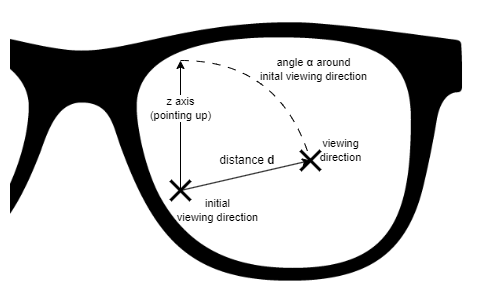 angle α around
inital viewing direction
z axis
(pointing up)
viewing
direction
distance d
initial
viewing direction